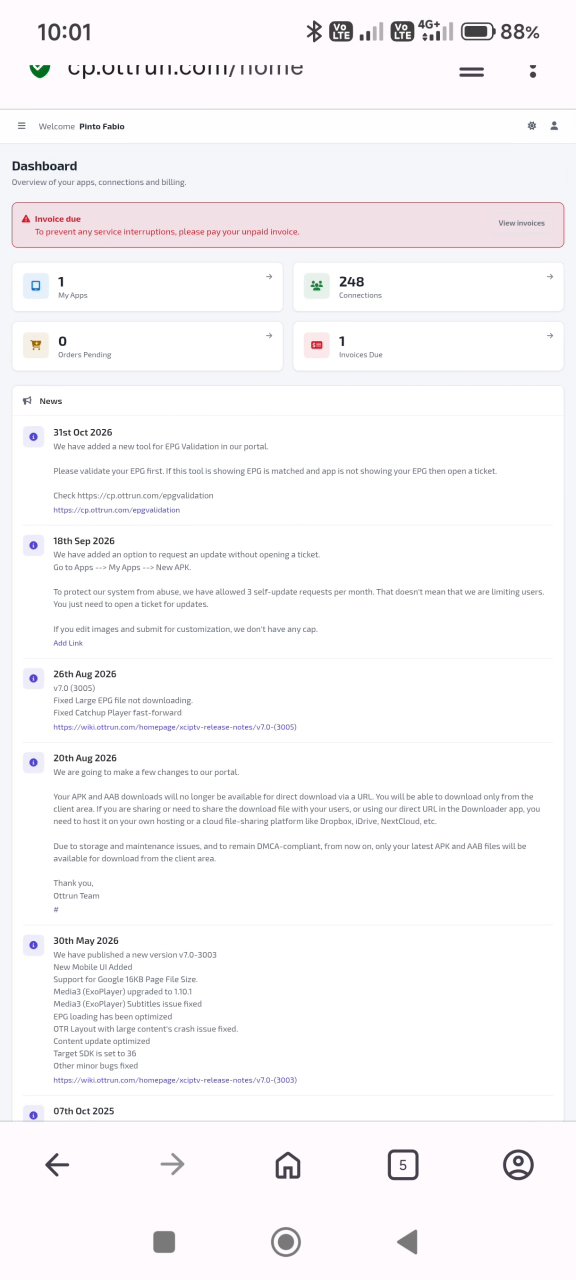 10:01
Vo LTE
Vo LTE
4G+
88%
cp.ottrun.com/home
Welcome Pinto Fabio
Dashboard
Overview of your apps, connections and billing.
Invoice due
To prevent any service interruptions, please pay your unpaid invoice.
View invoices
1
My Apps
248
Connections
0
Orders Pending
1
Invoices Due
News
31st Oct 2026
We have added a new tool for EPG Validation in our portal.
Please validate your EPG first. If this tool is showing EPG is matched and app is not showing your EPG then open a ticket.
Check https://cp.ottrun.com/epgvalidation
https://cp.ottrun.com/epgvalidation
18th Sep 2026
We have added an option to request an update without opening a ticket.
Go to Apps --> My Apps --> New APK.
To protect our system from abuse, we have allowed 3 self-update requests per month. That doesn't mean that we are limiting users.
You just need to open a ticket for updates.
If you edit images and submit for customization, we don't have any cap.
Add Link
26th Aug 2026
v7.0 (3005)
Fixed Large EPG file not downloading.
Fixed Catchup Player fast-forward
https://wiki.ottrun.com/homepage/xciptv-release-notes/v7.0-(3005)
20th Aug 2026
We are going to make a few changes to our portal.
Your APK and AAB downloads will no longer be available for direct download via a URL. You will be able to download only from the
client area. If you are sharing or need to share the download file with your users, or using our direct URL in the Downloader app, you
need to host it on your own hosting or a cloud file-sharing platform like Dropbox, iDrive, NextCloud, etc.
Due to storage and maintenance issues, and to remain DMCA-compliant, from now on, only your latest APK and AAB files will be
available for download from the client area.
Thank you,
Ottrun Team
#
30th May 2026
We have published a new version v7.0-3003
New Mobile UI Added
Support for Google 16KB Page File Size.
Media3 (ExoPlayer) upgraded to 1.10.1
Media3 (ExoPlayer) Subtitles issue fixed
EPG loading has been optimized
OTR Layout with large content's crash issue fixed.
Content update optimized
Target SDK is set to 36
Other minor bugs fixed
https://wiki.ottrun.com/homepage/xciptv-release-notes/v7.0-(3003)
07th Oct 2025
5